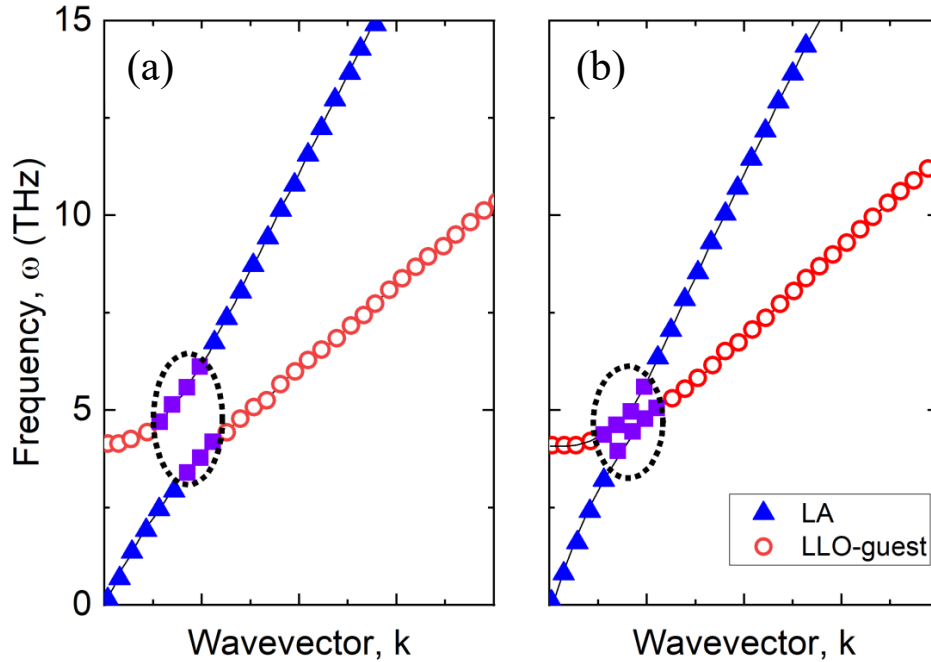 (a)
(b)
15
10
5
0
Frequency, ω (THz)
LA
LLO-guest
Wavevector, k
Wavevector, k